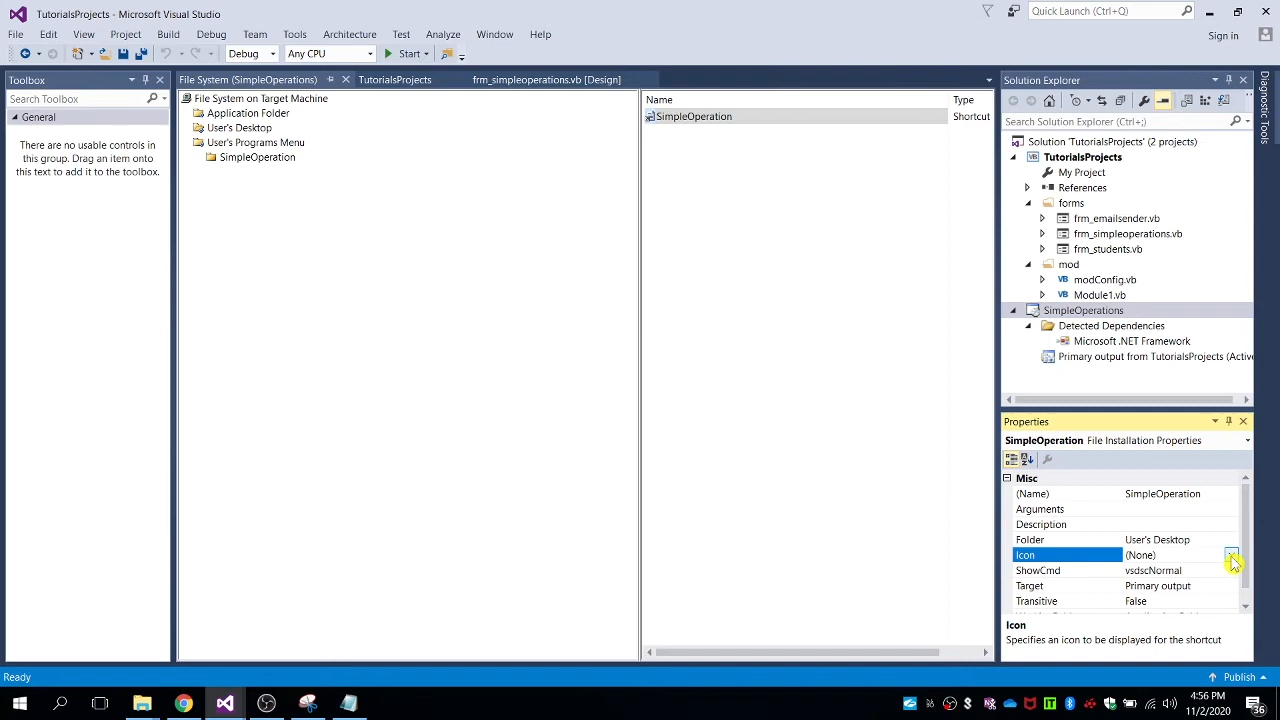 TutorialsProjects - Microsoft Visual Studio
Quick Launch (Ctrl+Q)
File Edit View Project Build Debug Team Tools Architecture Test Analyze Window Help
Sign in
Debug Any CPU Start
Toolbox
Search Toolbox
General
There are no usable controls in
this group. Drag an item onto
this text to add it to the toolbox.
File System (SimpleOperations) TutorialsProjects frm_simpleoperations.vb [Design]
File System on Target Machine
Application Folder
User's Desktop
User's Programs Menu
SimpleOperation
Name Type
SimpleOperation Shortcut
Solution Explorer
Search Solution Explorer (Ctrl+;)
Solution 'TutorialsProjects' (2 projects)
TutorialsProjects
My Project
References
forms
frm_emailsender.vb
frm_simpleoperations.vb
frm_students.vb
mod
modConfig.vb
Module1.vb
SimpleOperations
Detected Dependencies
Microsoft .NET Framework
Primary output from TutorialsProjects (Active
Diagnostic Tools
Properties
SimpleOperation File Installation Properties
Misc
(Name) SimpleOperation
Arguments
Description
Folder User's Desktop
Icon (None)
ShowCmd vsdscNormal
Target Primary output
Transitive False
Icon
Specifies an icon to be displayed for the shortcut
Ready
Publish
4:56 PM
11/2/2020
36